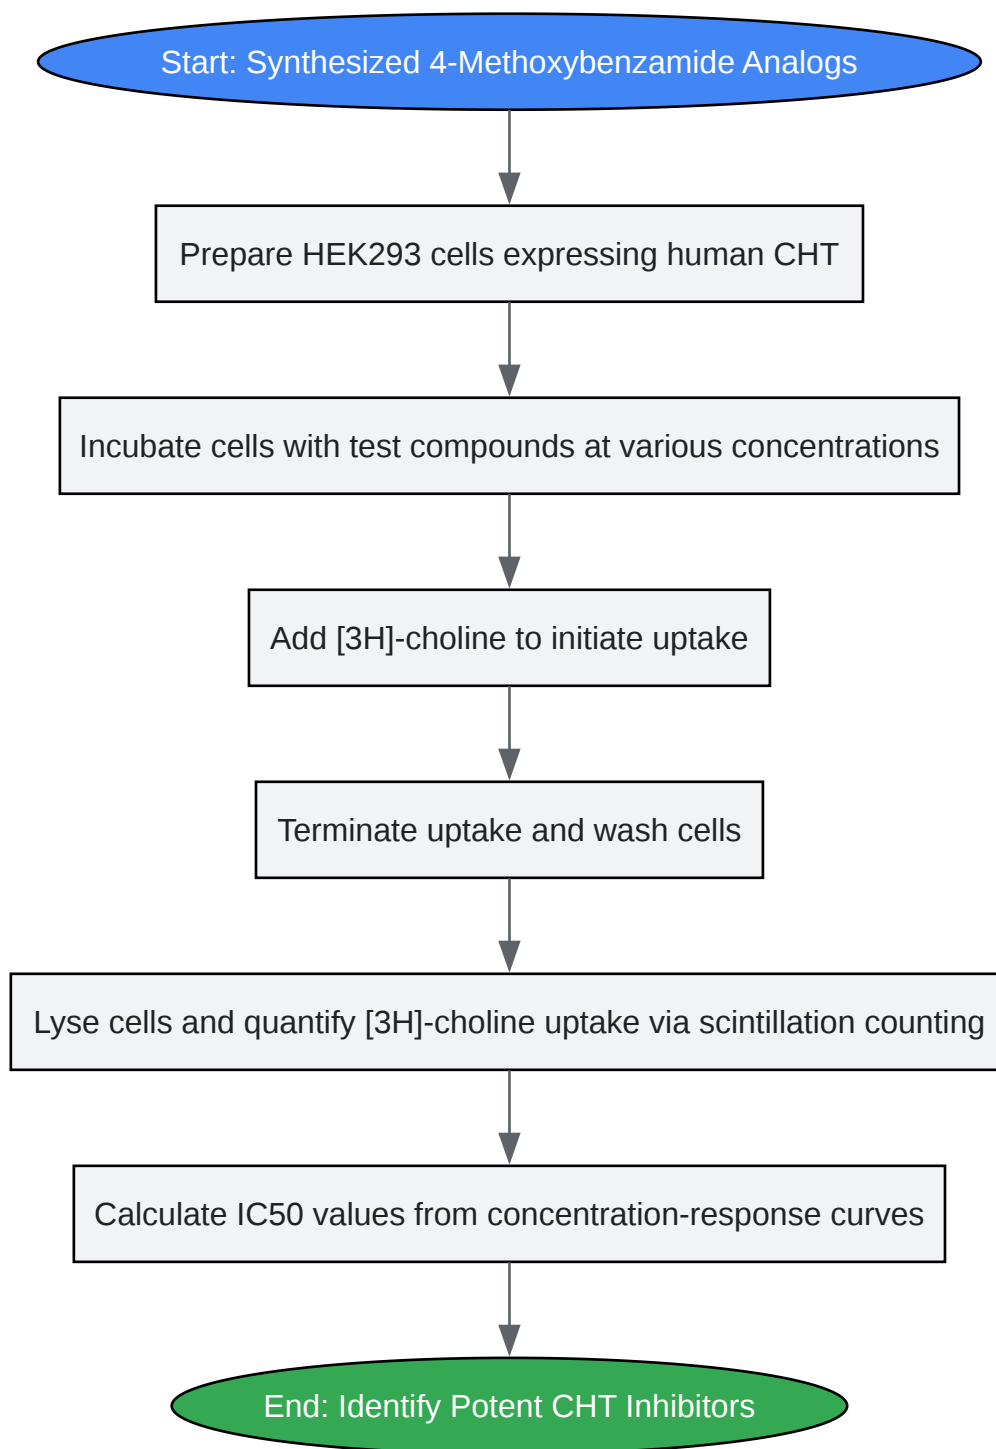 Start: Synthesized 4-Methoxybenzamide Analogs
Prepare HEK293 cells expressing human CHT
Incubate cells with test compounds at various concentrations
Add [3H]-choline to initiate uptake
Terminate uptake and wash cells
Lyse cells and quantify [3H]-choline uptake via scintillation counting
Calculate IC50 values from concentration-response curves
End: Identify Potent CHT Inhibitors